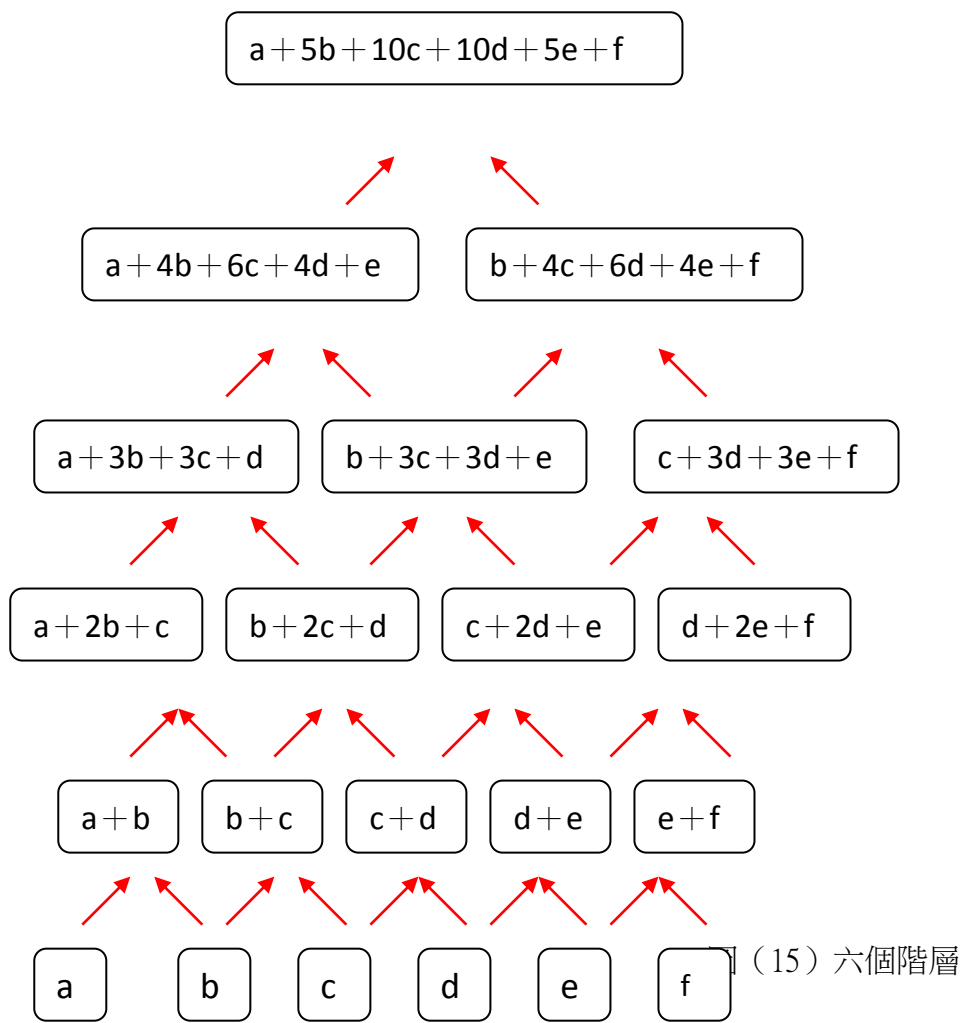 a＋5b＋10c＋10d＋5e＋f
a＋4b＋6c＋4d＋e b＋4c＋6d＋4e＋f
a＋3b＋3c＋d b＋3c＋3d＋e c＋3d＋3e＋f
a＋2b＋c b＋2c＋d c＋2d＋e d＋2e＋f
a＋b b＋c c＋d d＋e e＋f
（15）六個階層
a b c d e f